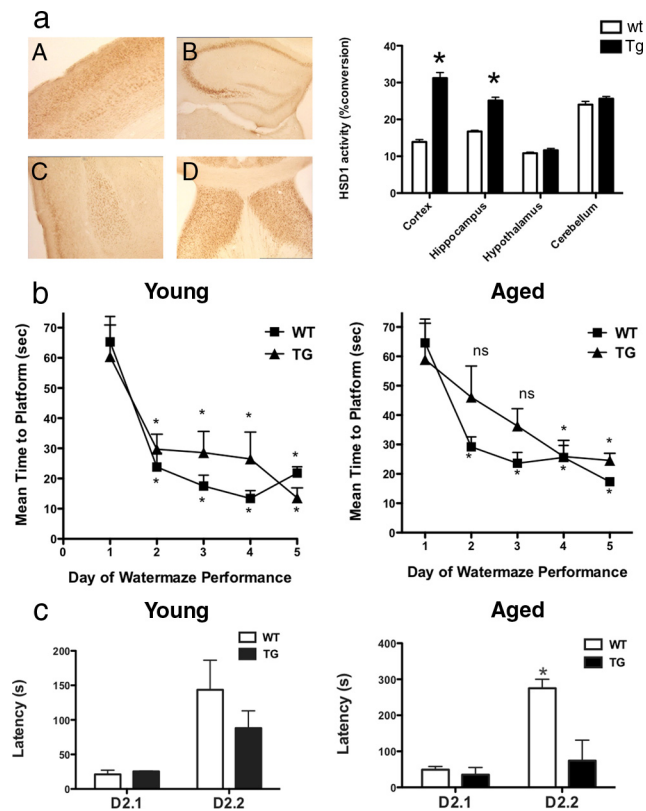 a
A
B
C
D
wt
Tg
HSD1 activity (%conversion)
40
30
20
10
0
*
*
Cortex
Hippocampus
Hypothalamus
Cerebellum
b
Young
Mean Time to Platform (sec)
70
60
50
40
30
20
10
0
WT
TG
* * * *
* * * *
0 1 2 3 4 5
Day of Watermaze Performance
Aged
Mean Time to Platform (sec)
70
60
50
40
30
20
10
0
WT
TG
ns
ns
* *
* * * *
1 2 3 4 5
Day of Watermaze Performance
c
Young
Latency (s)
200
150
100
50
0
WT
TG
D2.1 D2.2
Aged
Latency (s)
400
300
200
100
0
WT
TG
*
D2.1 D2.2